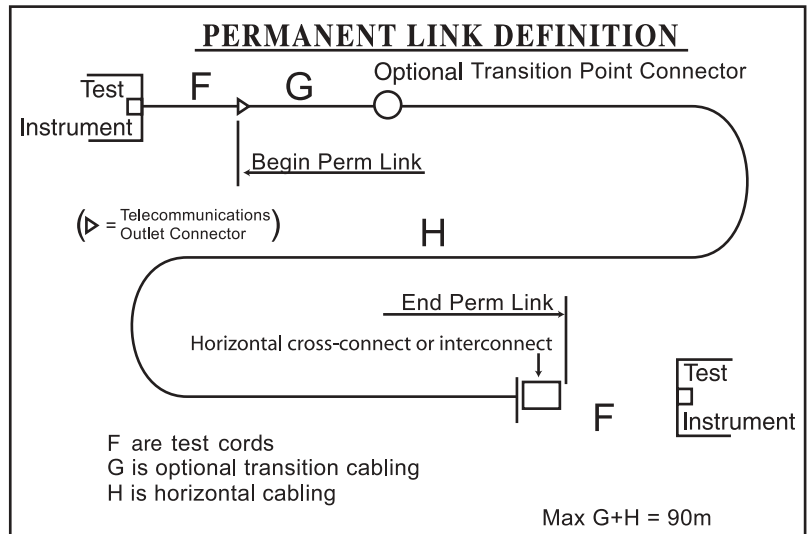 PERMANENT LINK DEFINITION
Optional Transition Point Connector
F
G
Test
Instrument
Begin Perm Link
( = Telecommunications
Outlet Connector )
H
End Perm Link
Horizontal cross-connect or interconnect
F
Test
Instrument
F are test cords
G is optional transition cabling
H is horizontal cabling
Max G+H = 90m